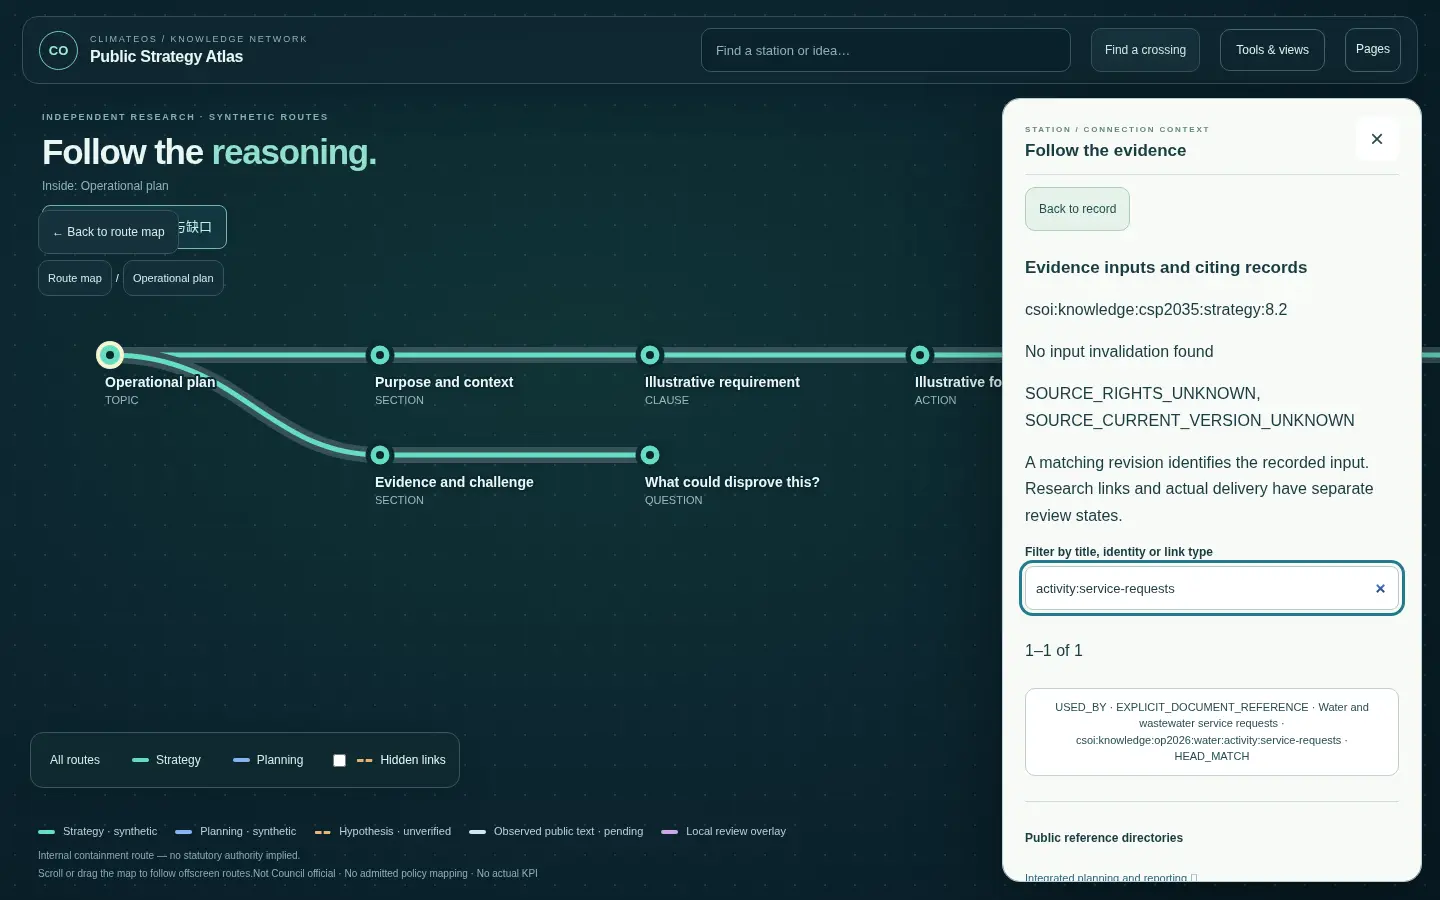 CO
CLIMATEOS / KNOWLEDGE NETWORK
Public Strategy Atlas
Find a station or idea…
Find a crossing
Tools & views
Pages
INDEPENDENT RESEARCH · SYNTHETIC ROUTES
Follow the reasoning.
Inside: Operational plan
缺口
← Back to route map
Route map / Operational plan
Operational plan
TOPIC
Purpose and context
SECTION
Illustrative requirement
CLAUSE
Illustrative fo
ACTION
Evidence and challenge
SECTION
What could disprove this?
QUESTION
All routes
Strategy
Planning
Hidden links
Strategy · synthetic
Planning · synthetic
Hypothesis · unverified
Observed public text · pending
Local review overlay
Internal containment route — no statutory authority implied.
Scroll or drag the map to follow offscreen routes.Not Council official · No admitted policy mapping · No actual KPI
STATION / CONNECTION CONTEXT
Follow the evidence
×
Back to record
Evidence inputs and citing records
csoi:knowledge:csp2035:strategy:8.2
No input invalidation found
SOURCE_RIGHTS_UNKNOWN,
SOURCE_CURRENT_VERSION_UNKNOWN
A matching revision identifies the recorded input.
Research links and actual delivery have separate
review states.
Filter by title, identity or link type
activity:service-requests
×
1–1 of 1
USED_BY · EXPLICIT_DOCUMENT_REFERENCE · Water and
wastewater service requests ·
csoi:knowledge:op2026:water:activity:service-requests ·
HEAD_MATCH
Public reference directories
Integrated planning and reporting